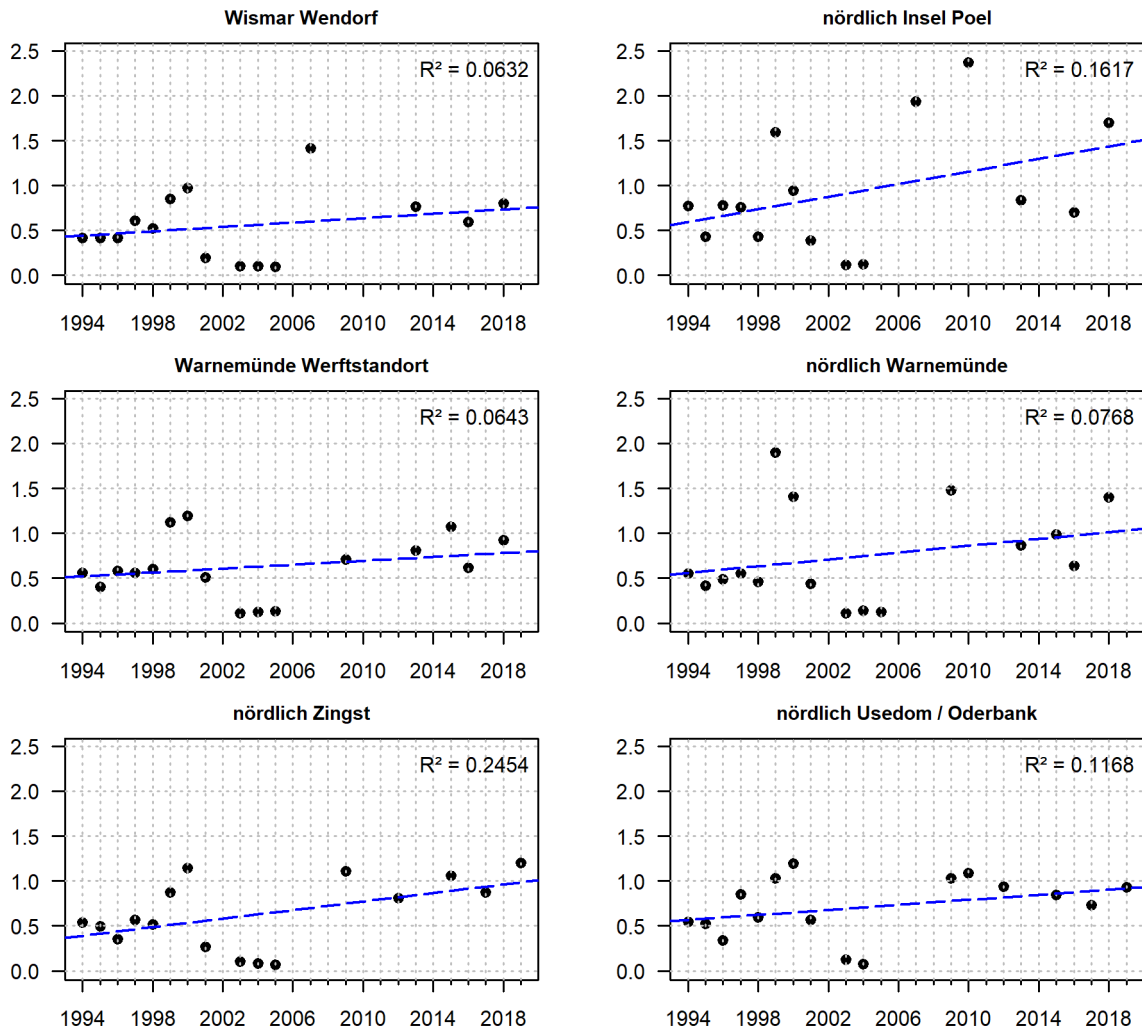 Wismar Wendorf
R² = 0.0632
2.5
2.0
1.5
1.0
0.5
0.0
1994 1998 2002 2006 2010 2014 2018
nördlich Insel Poel
R² = 0.1617
2.5
2.0
1.5
1.0
0.5
0.0
1994 1998 2002 2006 2010 2014 2018
Warnemünde Werftstandort
R² = 0.0643
2.5
2.0
1.5
1.0
0.5
0.0
1994 1998 2002 2006 2010 2014 2018
nördlich Warnemünde
R² = 0.0768
2.5
2.0
1.5
1.0
0.5
0.0
1994 1998 2002 2006 2010 2014 2018
nördlich Zingst
R² = 0.2454
2.5
2.0
1.5
1.0
0.5
0.0
1994 1998 2002 2006 2010 2014 2018
nördlich Usedom / Oderbank
R² = 0.1168
2.5
2.0
1.5
1.0
0.5
0.0
1994 1998 2002 2006 2010 2014 2018